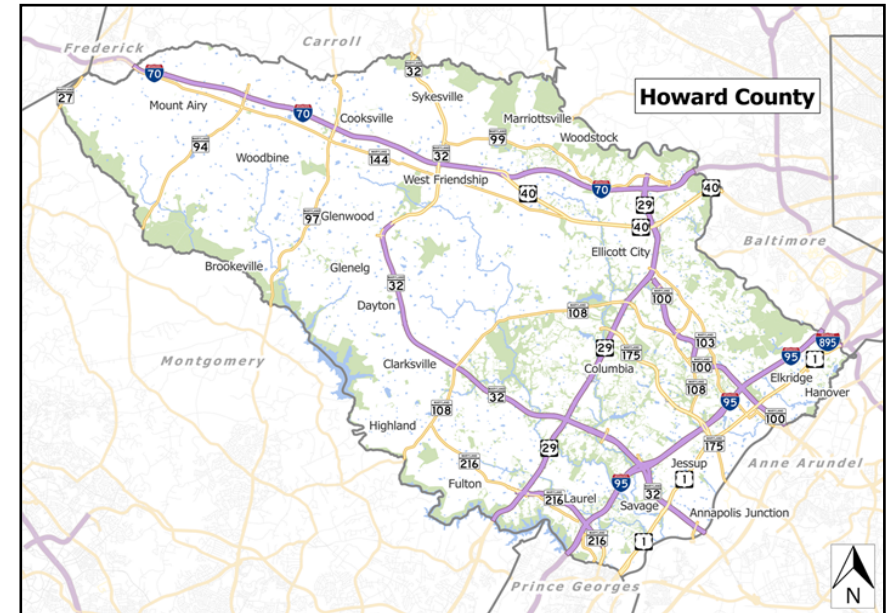 Howard County
Frederick
Carroll
Baltimore
Montgomery
Anne Arundel
Prince Georges
Mount Airy
Cooksville
Sykesville
Marriottsville
Woodstock
Woodbine
West Friendship
Glenwood
Ellicott City
Brookeville
Glenelg
Dayton
Clarksville
Columbia
Elkridge
Hanover
Highland
Fulton
Laurel
Savage
Jessup
Annapolis Junction
70
27
32
70
94
144
32
99
40
70
29
40
40
97
32
100
108
29
175
103
100
108
95
895
1
95
100
175
32
108
216
29
95
32
1
216
216
1
N